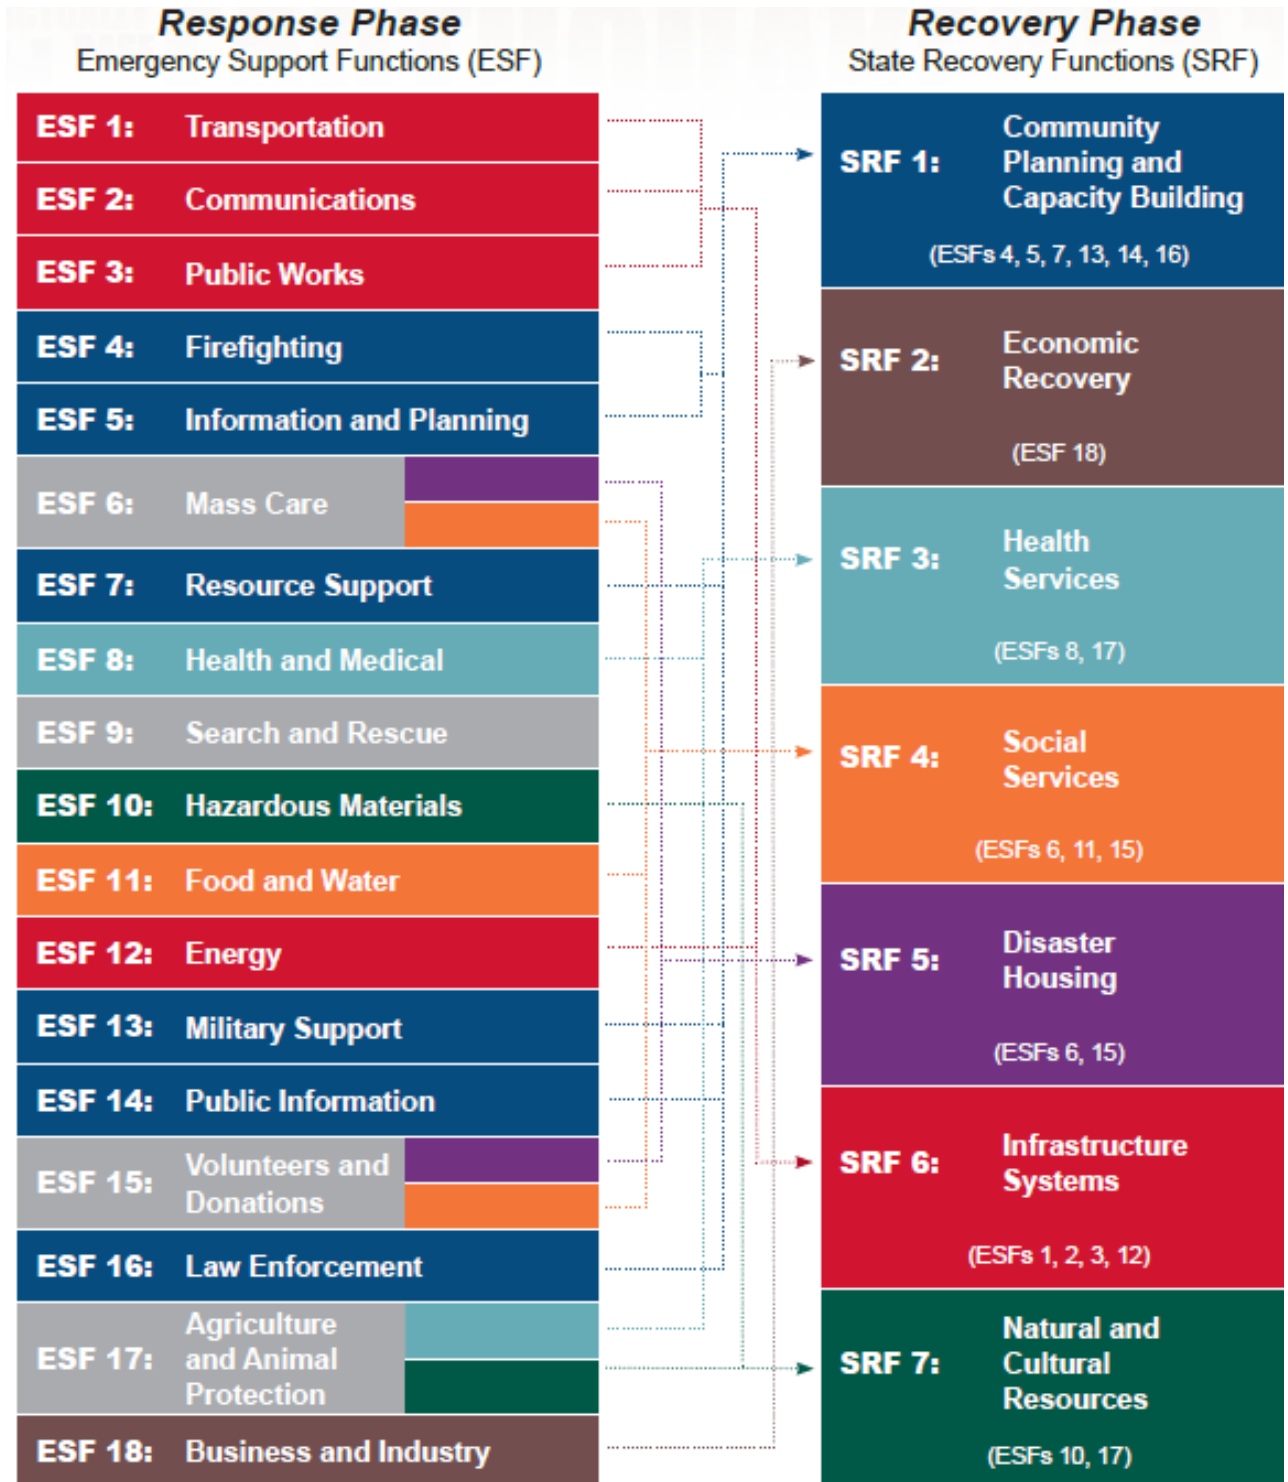 Response Phase
Emergency Support Functions (ESF)
ESF 1: Transportation
ESF 2: Communications
ESF 3: Public Works
ESF 4: Firefighting
ESF 5: Information and Planning
ESF 6: Mass Care
ESF 7: Resource Support
ESF 8: Health and Medical
ESF 9: Search and Rescue
ESF 10: Hazardous Materials
ESF 11: Food and Water
ESF 12: Energy
ESF 13: Military Support
ESF 14: Public Information
ESF 15: Volunteers and
Donations
ESF 16: Law Enforcement
ESF 17: Agriculture
and Animal
Protection
ESF 18: Business and Industry
Recovery Phase
State Recovery Functions (SRF)
SRF 1: Community
Planning and
Capacity Building
(ESFs 4, 5, 7, 13, 14, 16)
SRF 2: Economic
Recovery
(ESF 18)
SRF 3: Health
Services
(ESFs 8, 17)
SRF 4: Social
Services
(ESFs 6, 11, 15)
SRF 5: Disaster
Housing
(ESFs 6, 15)
SRF 6: Infrastructure
Systems
(ESFs 1, 2, 3, 12)
SRF 7: Natural and
Cultural
Resources
(ESFs 10, 17)